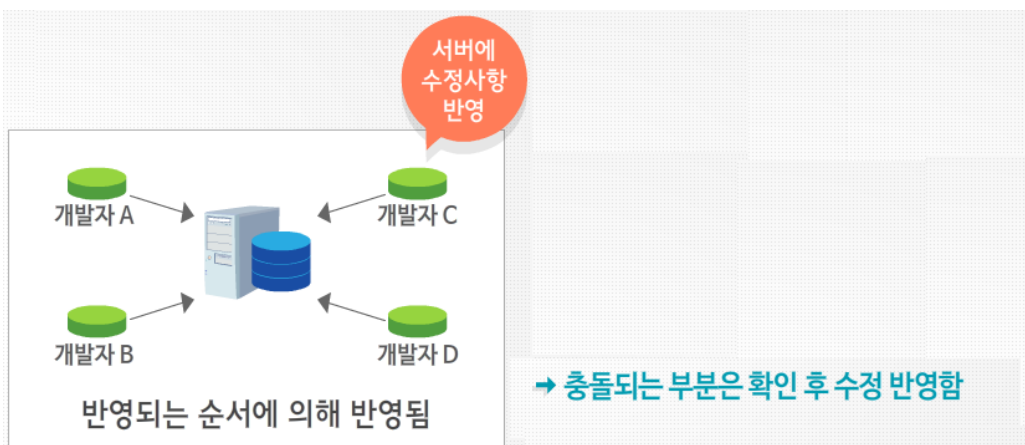 서버에
수정사항
반영
개발자 A
개발자 C
개발자 B
개발자 D
반영되는 순서에 의해 반영됨
➜ 충돌되는 부분은 확인 후 수정 반영함